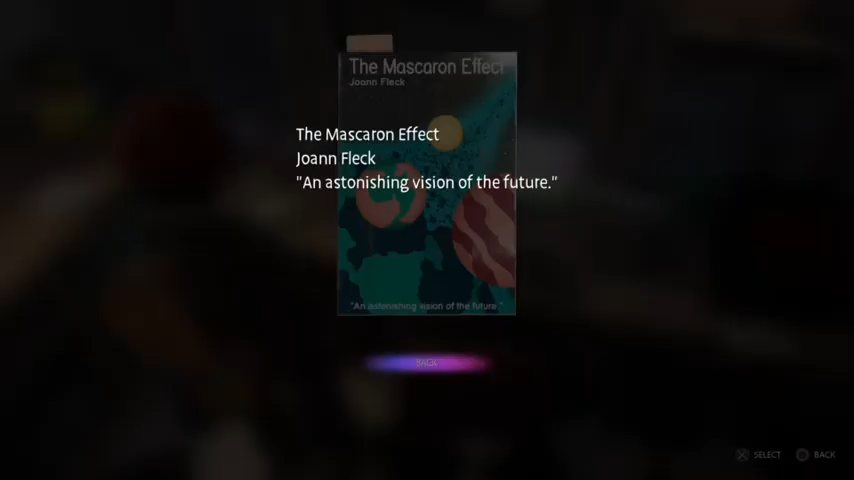 The Mascaron Effect
Joann Fleck
The Mascaron Effect
Joann Fleck
"An astonishing vision of the future."
"An astonishing vision of the future."
BACK
SELECT
BACK